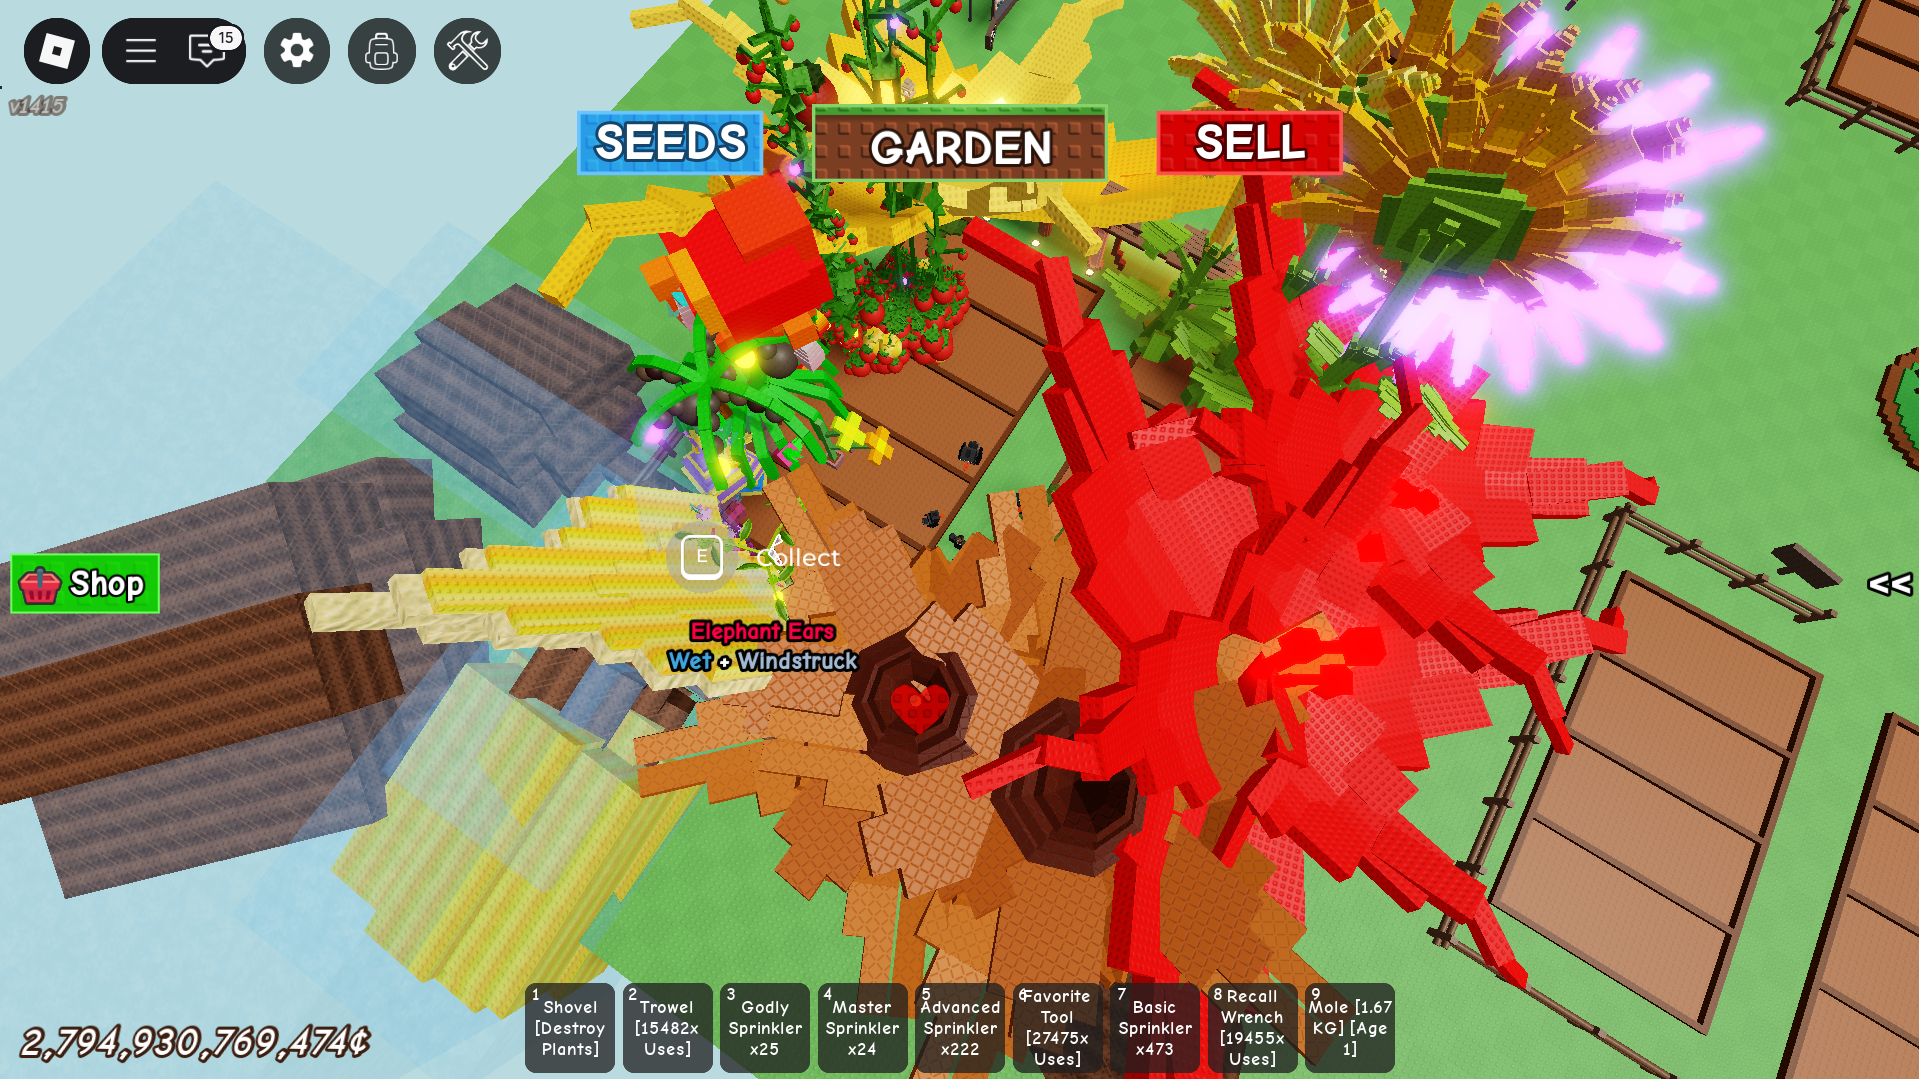 15
v1415
SEEDS
GARDEN
SELL
Shop
<<
E
Collect
Elephant Ears
Wet + Windstruck
2,794,930,769,474¢
1
Shovel
[Destroy
Plants]
2
Trowel
[15482x
Uses]
3
Godly
Sprinkler
x25
4
Master
Sprinkler
x24
5
Advanced
Sprinkler
x222
6
Favorite
Tool
[27475x
Uses]
7
Basic
Sprinkler
x473
8
Recall
Wrench
[19455x
Uses]
9
Mole [1.67
KG] [Age
1]